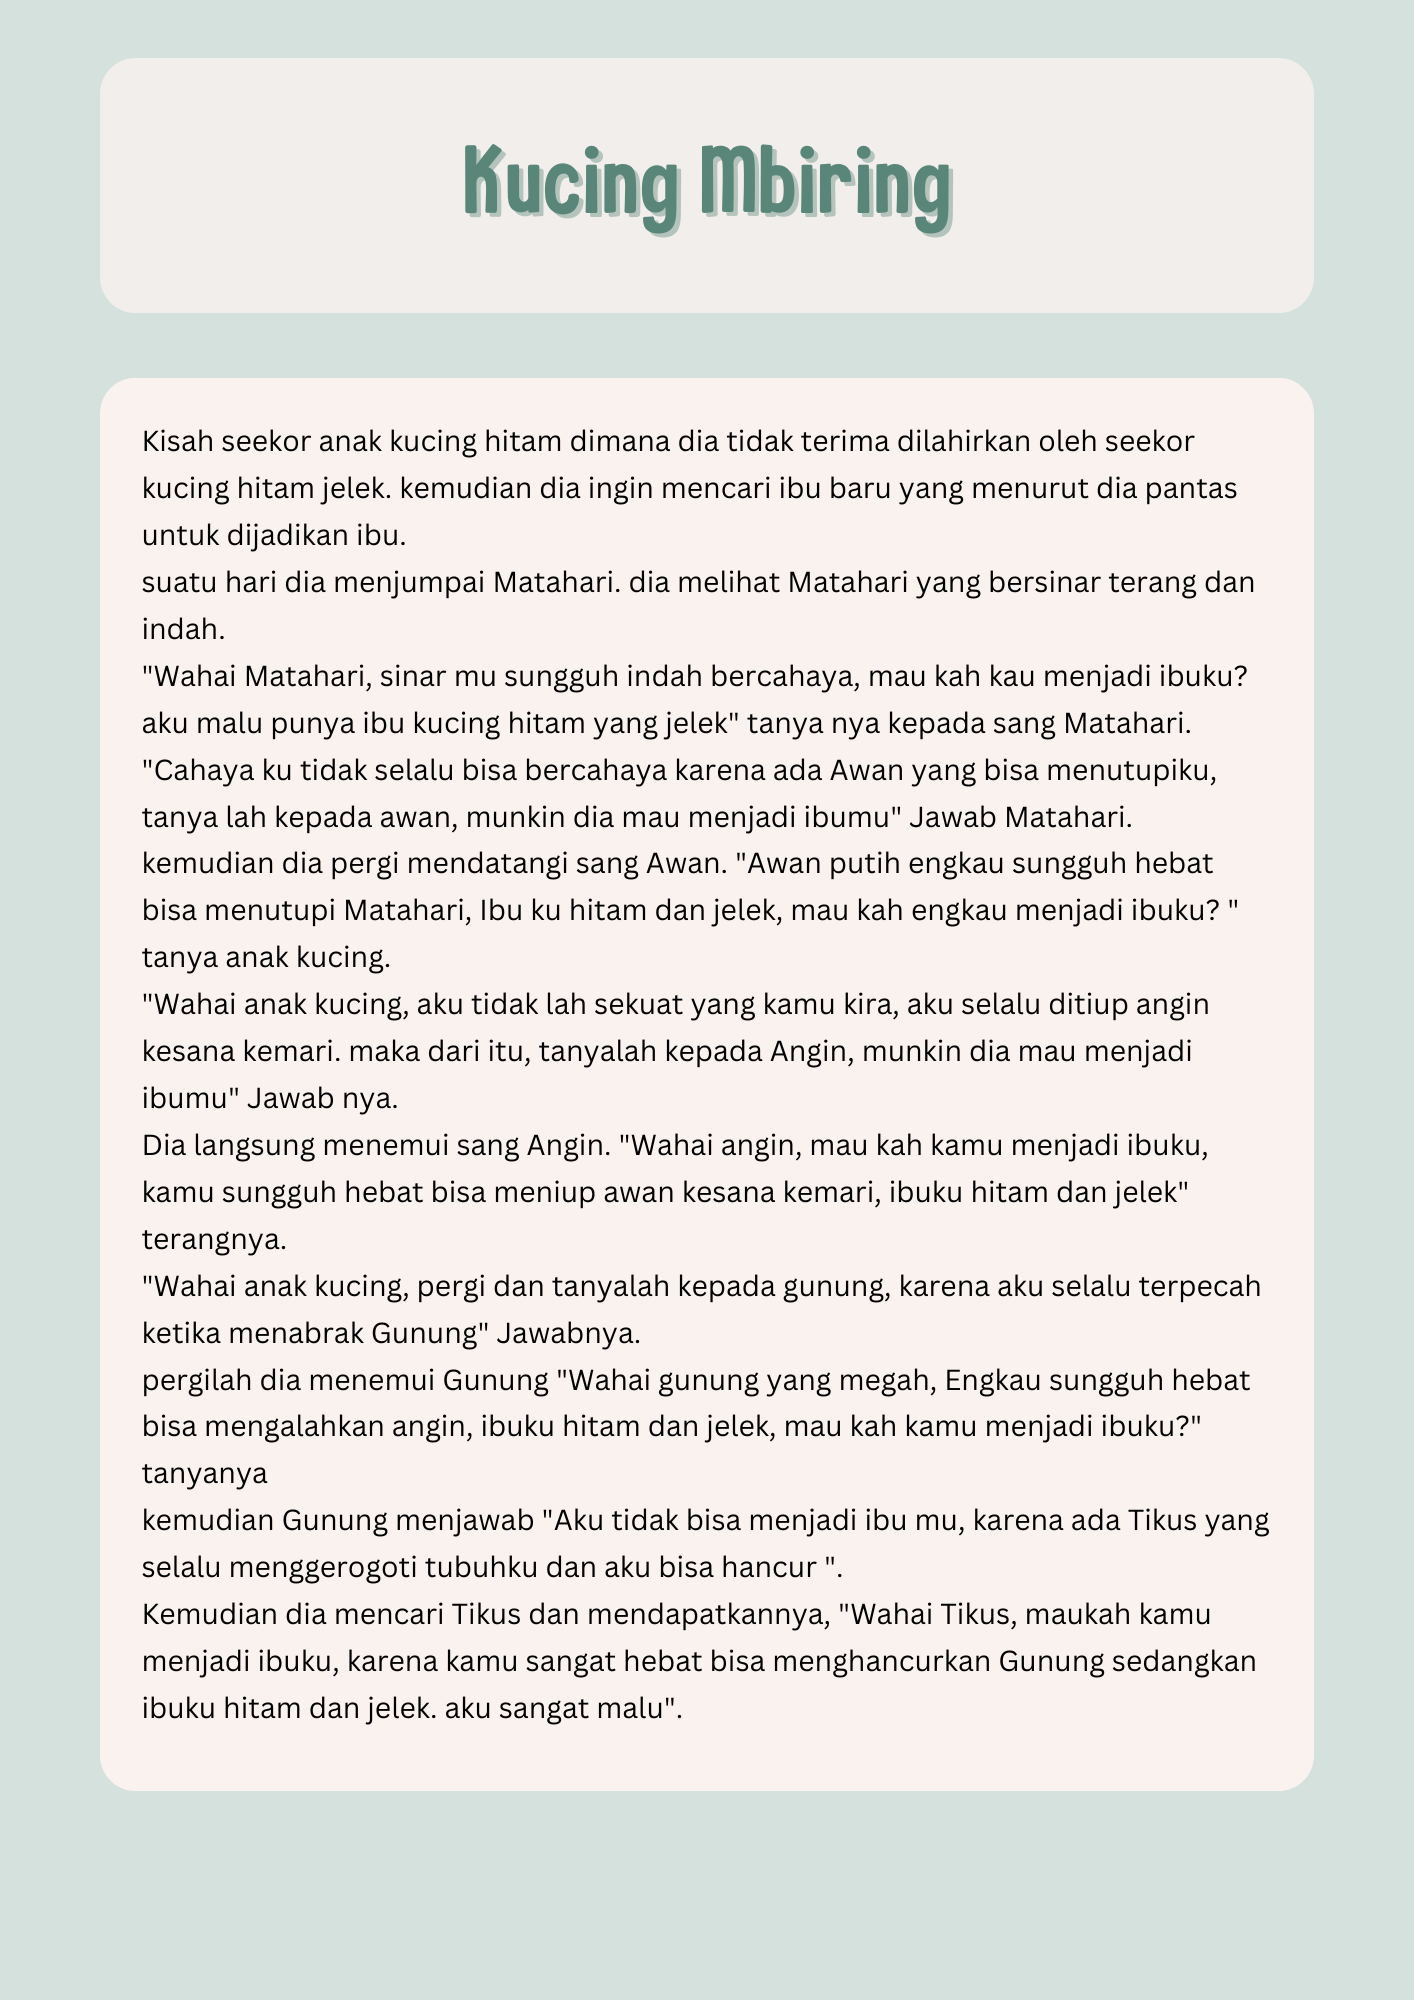 Kucing Mbiring
Kisah seekor anak kucing hitam dimana dia tidak terima dilahirkan oleh seekor
kucing hitam jelek. kemudian dia ingin mencari ibu baru yang menurut dia pantas
untuk dijadikan ibu.
suatu hari dia menjumpai Matahari. dia melihat Matahari yang bersinar terang dan
indah.
"Wahai Matahari, sinar mu sungguh indah bercahaya, mau kah kau menjadi ibuku?
aku malu punya ibu kucing hitam yang jelek" tanya nya kepada sang Matahari.
"Cahaya ku tidak selalu bisa bercahaya karena ada Awan yang bisa menutupiku,
tanya lah kepada awan, munkin dia mau menjadi ibumu" Jawab Matahari.
kemudian dia pergi mendatangi sang Awan. "Awan putih engkau sungguh hebat
bisa menutupi Matahari, Ibu ku hitam dan jelek, mau kah engkau menjadi ibuku? "
tanya anak kucing.
"Wahai anak kucing, aku tidak lah sekuat yang kamu kira, aku selalu ditiup angin
kesana kemari. maka dari itu, tanyalah kepada Angin, munkin dia mau menjadi
ibumu" Jawab nya.
Dia langsung menemui sang Angin. "Wahai angin, mau kah kamu menjadi ibuku,
kamu sungguh hebat bisa meniup awan kesana kemari, ibuku hitam dan jelek"
terangnya.
"Wahai anak kucing, pergi dan tanyalah kepada gunung, karena aku selalu terpecah
ketika menabrak Gunung" Jawabnya.
pergilah dia menemui Gunung "Wahai gunung yang megah, Engkau sungguh hebat
bisa mengalahkan angin, ibuku hitam dan jelek, mau kah kamu menjadi ibuku?"
tanyanya
kemudian Gunung menjawab "Aku tidak bisa menjadi ibu mu, karena ada Tikus yang
selalu menggerogoti tubuhku dan aku bisa hancur ".
Kemudian dia mencari Tikus dan mendapatkannya, "Wahai Tikus, maukah kamu
menjadi ibuku, karena kamu sangat hebat bisa menghancurkan Gunung sedangkan
ibuku hitam dan jelek. aku sangat malu".